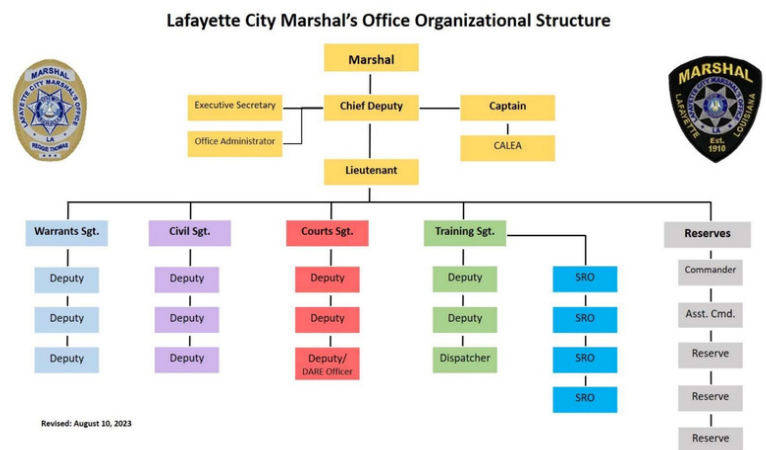 Lafayette City Marshal’s Office Organizational Structure
MARSHAL
LAFAYETTE CITY MARSHAL'S OFFICE
LA
REGGIE THOMAS
MARSHAL
LAFAYETTE
LOUISIANA
Est.
1910
Marshal
Executive Secretary
Chief Deputy
Captain
Office Administrator
CALEA
Lieutenant
Warrants Sgt.
Civil Sgt.
Courts Sgt.
Training Sgt.
Reserves
Deputy
Deputy
Deputy
Deputy
SRO
Commander
Deputy
Deputy
Deputy
Deputy
SRO
Asst. Cmd.
Deputy
Deputy
Deputy/
DARE Officer
Dispatcher
SRO
Reserve
SRO
Reserve
Reserve
Revised: August 10, 2023